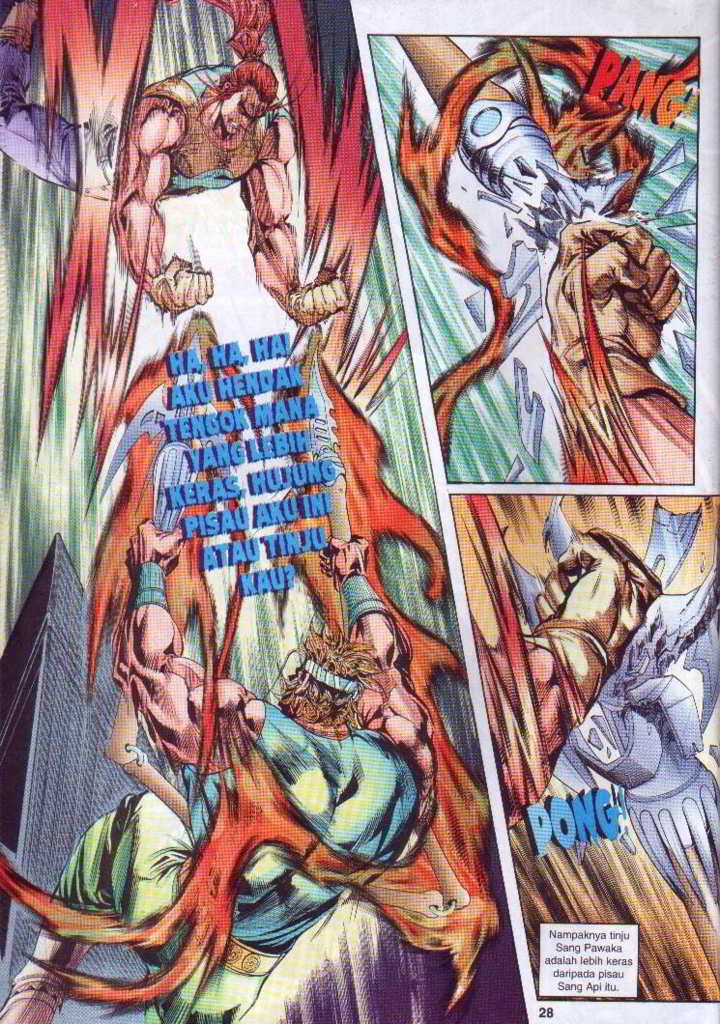 HA, HA, HA!
AKU HENDAK
TENGOK MANA
YANG LEBIH
KERAS, HUJUNG
PISAU AKU INI
ATAU TINJU
KAU?
PANG!
DONG!!
Nampaknya tinju
Sang Pawaka
adalah lebih keras
daripada pisau
Sang Api itu.
28